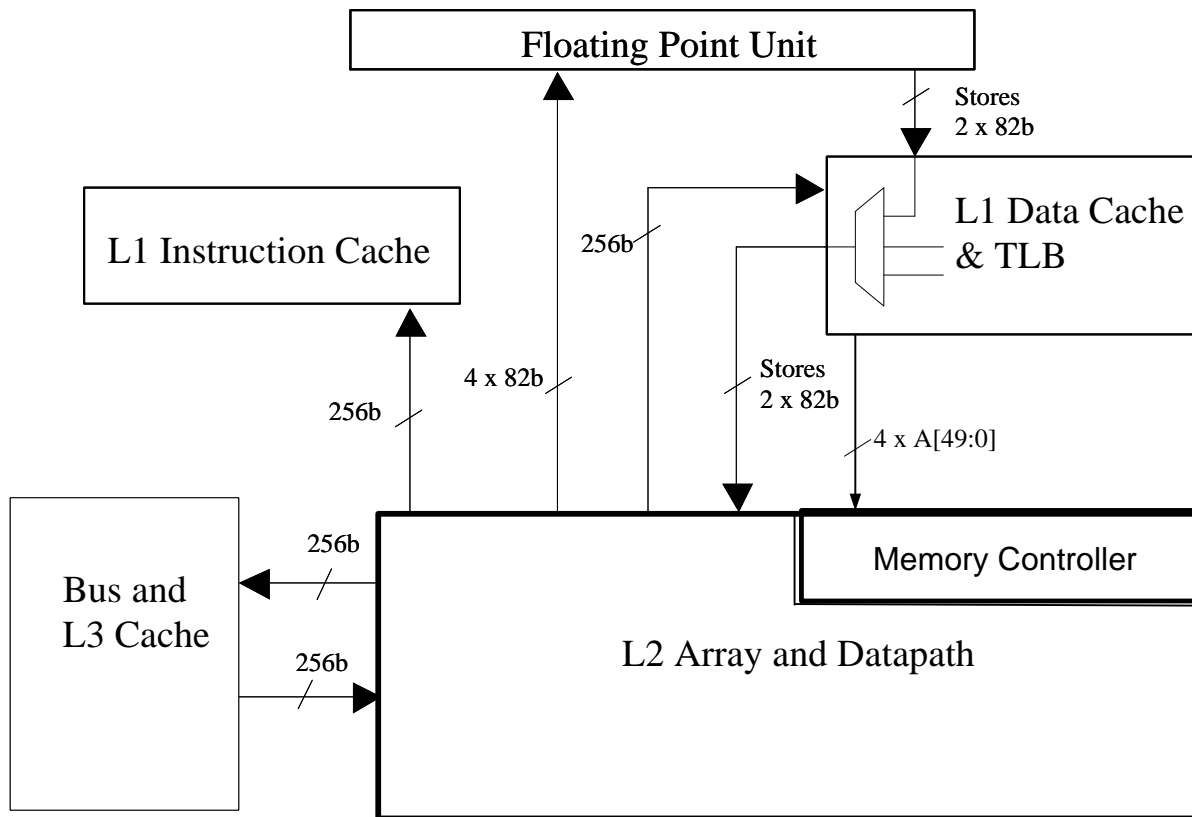 Floating Point Unit
Stores
2 x 82b
L1 Data Cache
& TLB
L1 Instruction Cache
256b
4 x 82b
Stores
2 x 82b
256b
4 x A[49:0]
256b
Memory Controller
Bus and
L3 Cache
256b
L2 Array and Datapath